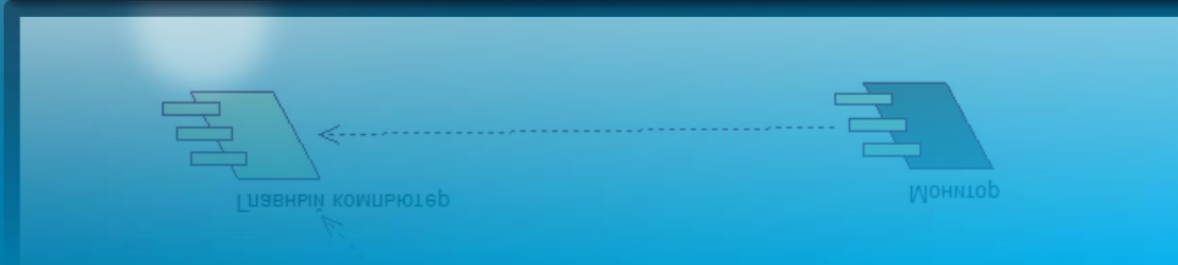 Главный компьютер
Монитор